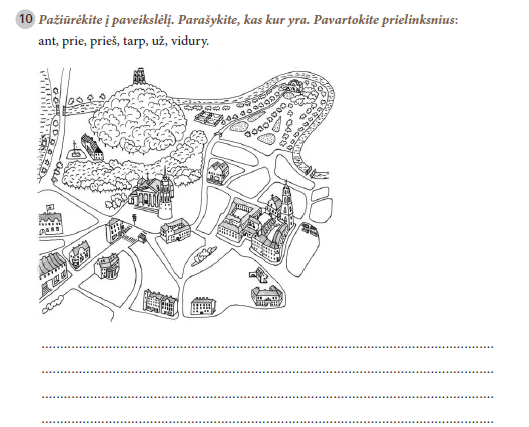 10 Pažiūrėkite į paveikslėlį. Parašykite, kas kur yra. Pavartokite prielinksnius:
ant, prie, prieš, tarp, už, vidury.